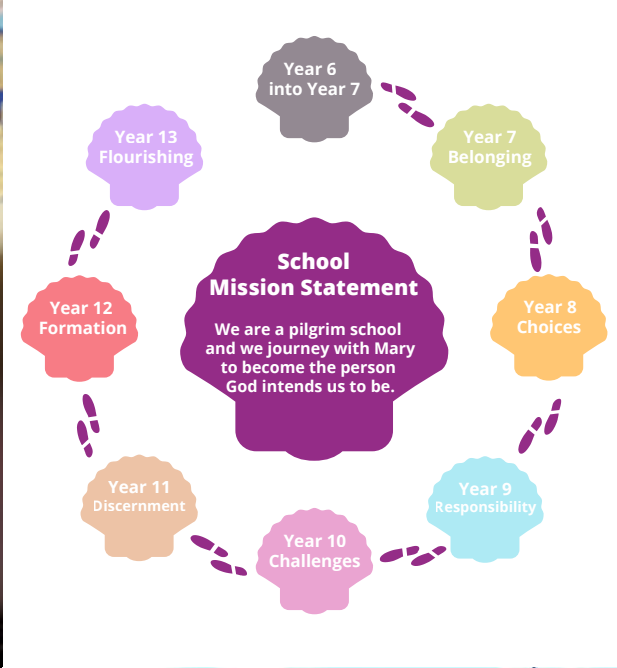 Year 6
into Year 7
Year 7
Belonging
Year 8
Choices
Year 9
Responsibility
Year 10
Challenges
Year 11
Discernment
Year 12
Formation
Year 13
Flourishing
School
Mission Statement
We are a pilgrim school
and we journey with Mary
to become the person
God intends us to be.